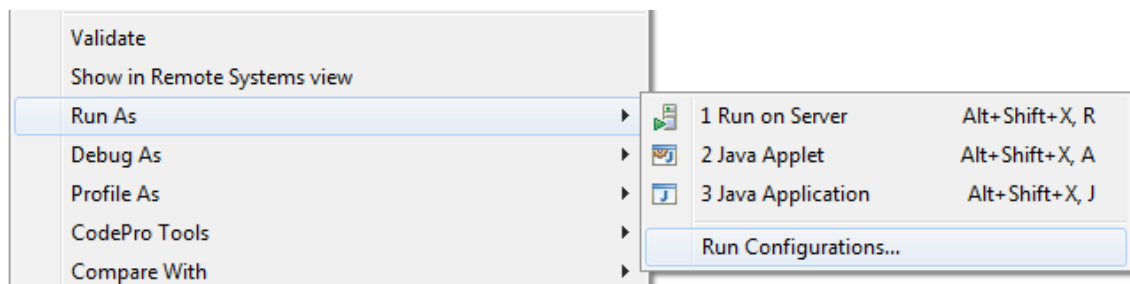 Validate
Show in Remote Systems view
Run As
Debug As
Profile As
CodePro Tools
Compare With
1 Run on Server Alt+Shift+X, R
2 Java Applet Alt+Shift+X, A
3 Java Application Alt+Shift+X, J
Run Configurations...